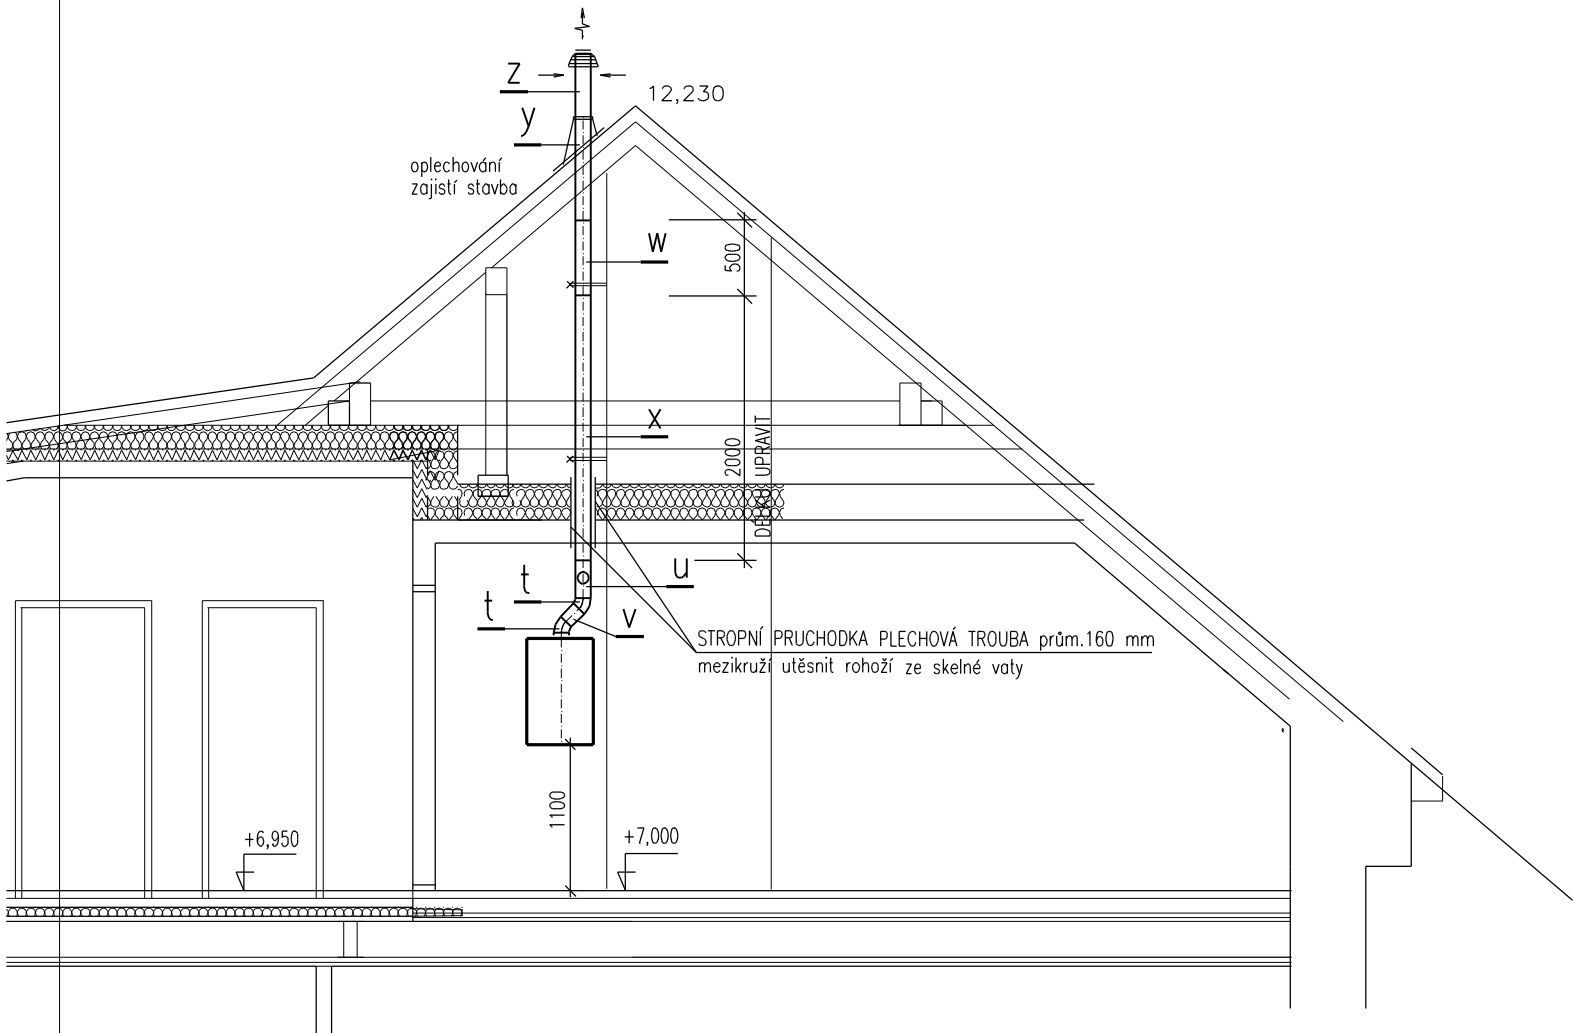 z
12,230
y
oplechování
zajistí stavba
w
500
x
2000
DÉLKU UPRAVIT
u
t
t
v
STROPNÍ PRUCHODKA PLECHOVÁ TROUBA prům.160 mm
mezikruží utěsnit rohoží ze skelné vaty
1100
+6,950
+7,000